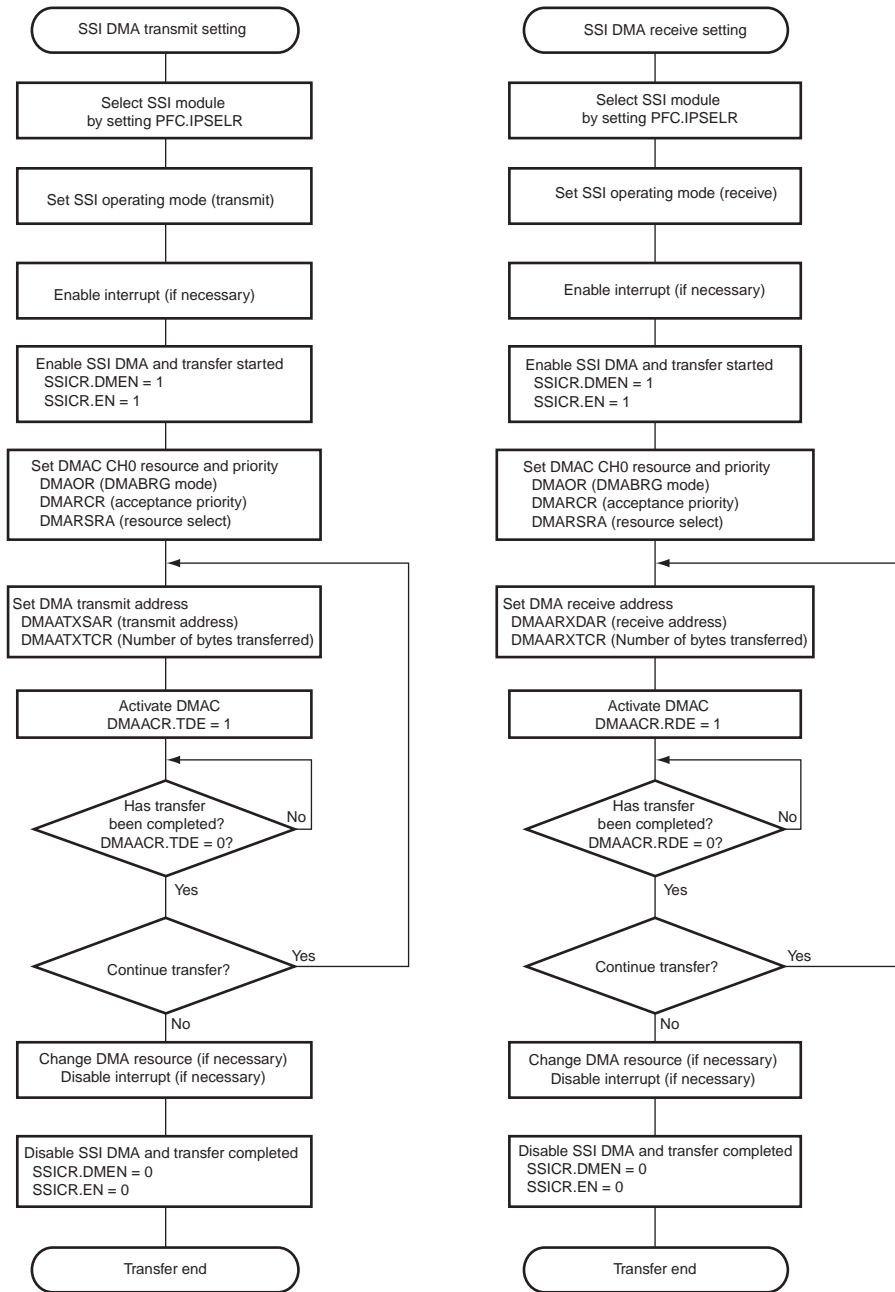 SSI DMA transmit setting
Select SSI module
by setting PFC.IPSELR
Set SSI operating mode (transmit)
Enable interrupt (if necessary)
Enable SSI DMA and transfer started
SSICR.DMEN = 1
SSICR.EN = 1
Set DMAC CH0 resource and priority
DMAOR (DMABRG mode)
DMARCR (acceptance priority)
DMARSRA (resource select)
Set DMA transmit address
DMAATXSAR (transmit address)
DMAATXTCR (Number of bytes transferred)
Activate DMAC
DMAACR.TDE = 1
Has transfer
been completed?
DMAACR.TDE = 0?
No
Yes
Continue transfer?
Yes
No
Change DMA resource (if necessary)
Disable interrupt (if necessary)
Disable SSI DMA and transfer completed
SSICR.DMEN = 0
SSICR.EN = 0
Transfer end
SSI DMA receive setting
Select SSI module
by setting PFC.IPSELR
Set SSI operating mode (receive)
Enable interrupt (if necessary)
Enable SSI DMA and transfer started
SSICR.DMEN = 1
SSICR.EN = 1
Set DMAC CH0 resource and priority
DMAOR (DMABRG mode)
DMARCR (acceptance priority)
DMARSRA (resource select)
Set DMA receive address
DMAARXDAR (receive address)
DMAARXTCR (Number of bytes transferred)
Activate DMAC
DMAACR.RDE = 1
Has transfer
been completed?
DMAACR.RDE = 0?
No
Yes
Continue transfer?
Yes
No
Change DMA resource (if necessary)
Disable interrupt (if necessary)
Disable SSI DMA and transfer completed
SSICR.DMEN = 0
SSICR.EN = 0
Transfer end